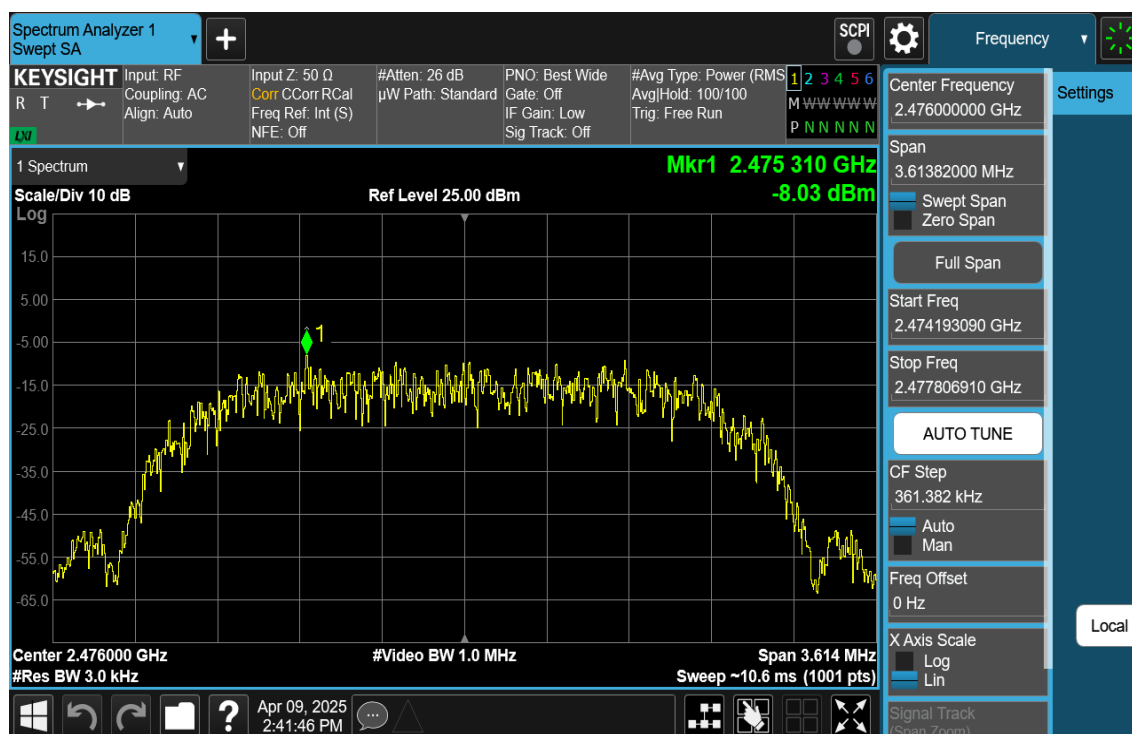 Spectrum Analyzer 1
Swept SA
SCPI
Frequency
KEYSIGHT
R T
LXI
Input: RF
Coupling: AC
Align: Auto
Input Z: 50 Ω
Corr CCorr RCal
Freq Ref: Int (S)
NFE: Off
#Atten: 26 dB
µW Path: Standard
PNO: Best Wide
Gate: Off
IF Gain: Low
Sig Track: Off
#Avg Type: Power (RMS
Avg|Hold: 100/100
Trig: Free Run
1 2 3 4 5 6
M W W W W W
P N N N N N
1 Spectrum
Mkr1 2.475 310 GHz
Scale/Div 10 dB
Ref Level 25.00 dBm
-8.03 dBm
Log
15.0
5.00
1
-5.00
-15.0
-25.0
-35.0
-45.0
-55.0
-65.0
Center 2.476000 GHz
#Video BW 1.0 MHz
Span 3.614 MHz
#Res BW 3.0 kHz
Sweep ~10.6 ms (1001 pts)
Apr 09, 2025
2:41:46 PM
Center Frequency
2.476000000 GHz
Settings
Span
3.61382000 MHz
Swept Span
Zero Span
Full Span
Start Freq
2.474193090 GHz
Stop Freq
2.477806910 GHz
AUTO TUNE
CF Step
361.382 kHz
Auto
Man
Freq Offset
0 Hz
Local
X Axis Scale
Log
Lin
Signal Track
(Span Zoom)